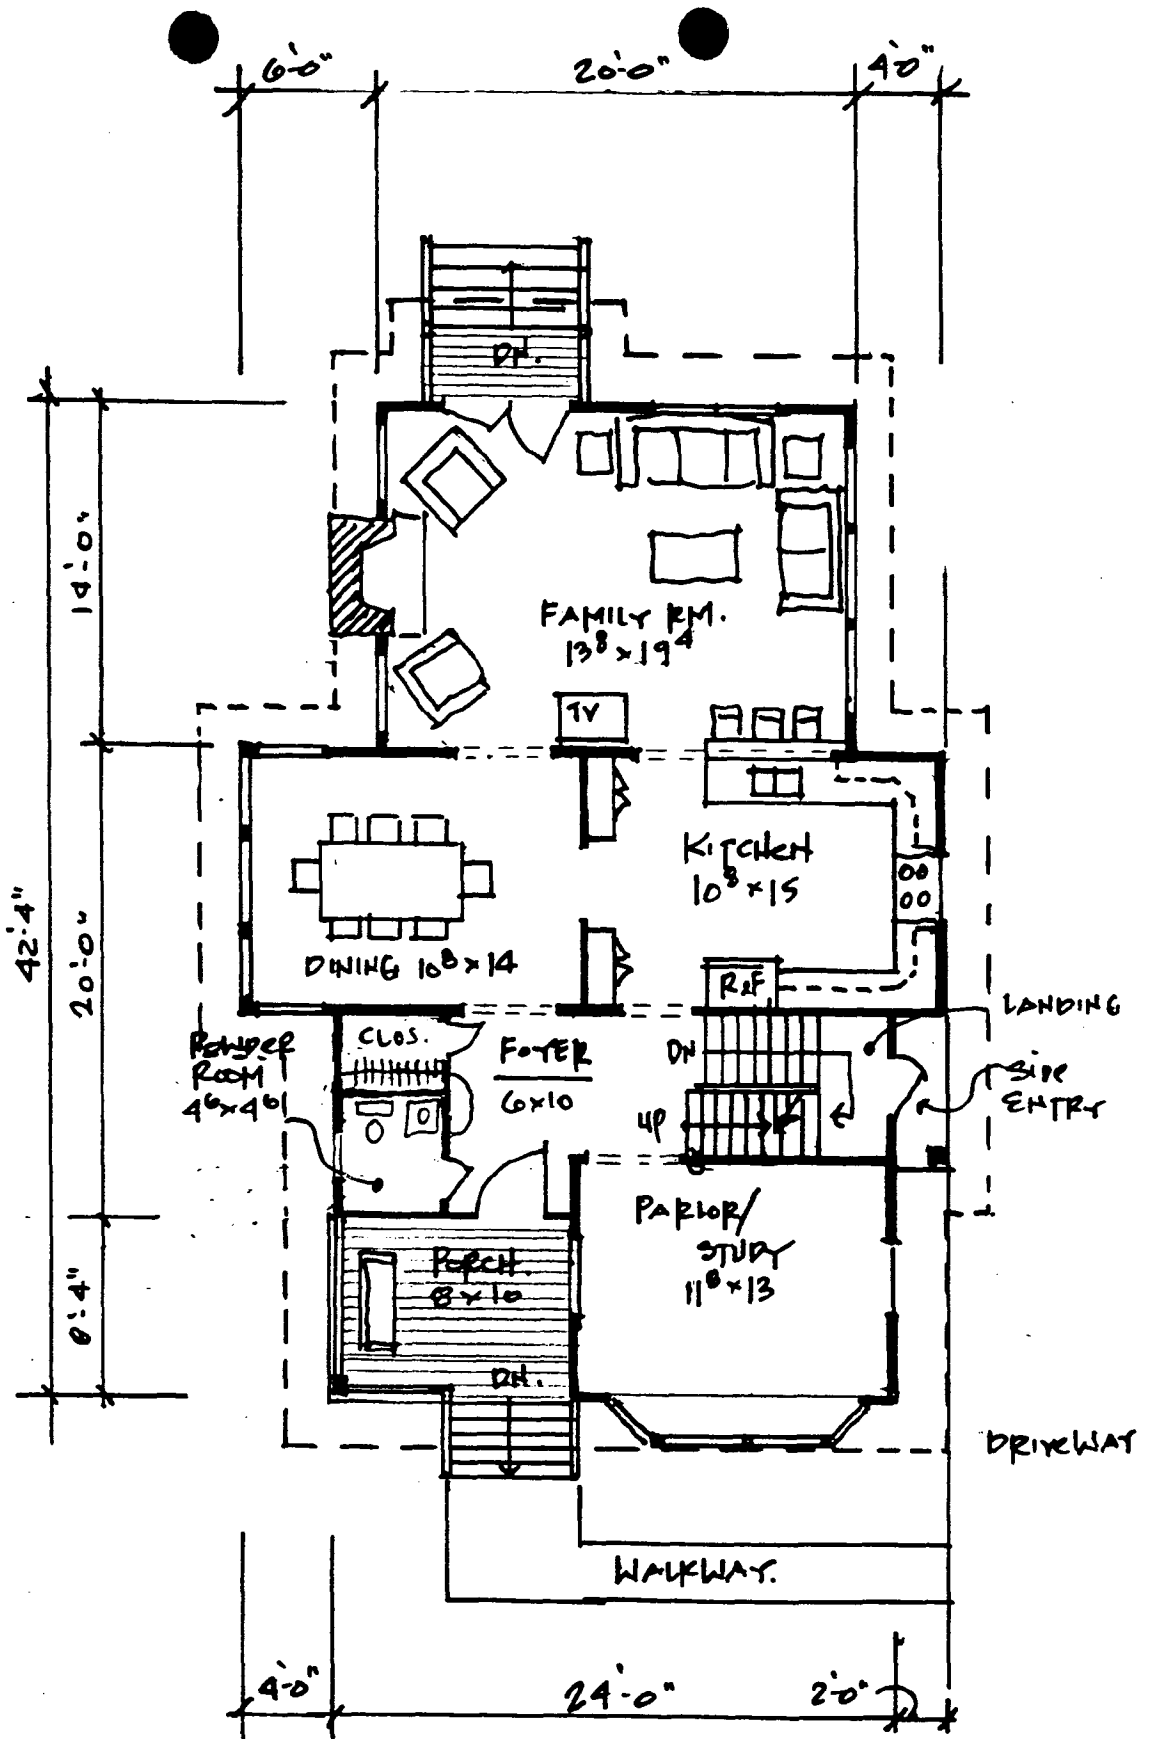 6'-0"
20'-0"
4'-0"
DN.
14'-0"
FAMILY RM.
13⁸ x 19⁴
TV
KITCHEN
10⁸ x 15
42'-4"
20'-0"
DINING 10⁸ x 14
R&F
LANDING
CLOS.
FOYER
6x10
DN
POWDER
ROOM
4⁶x4⁶
SIDE
ENTRY
UP
PARLOR/
STUDY
11⁸ x 13
PORCH.
8 x 10
8'-4"
DN.
DRIVEWAY
WALKWAY.
4'-0"
24'-0"
2'-0"